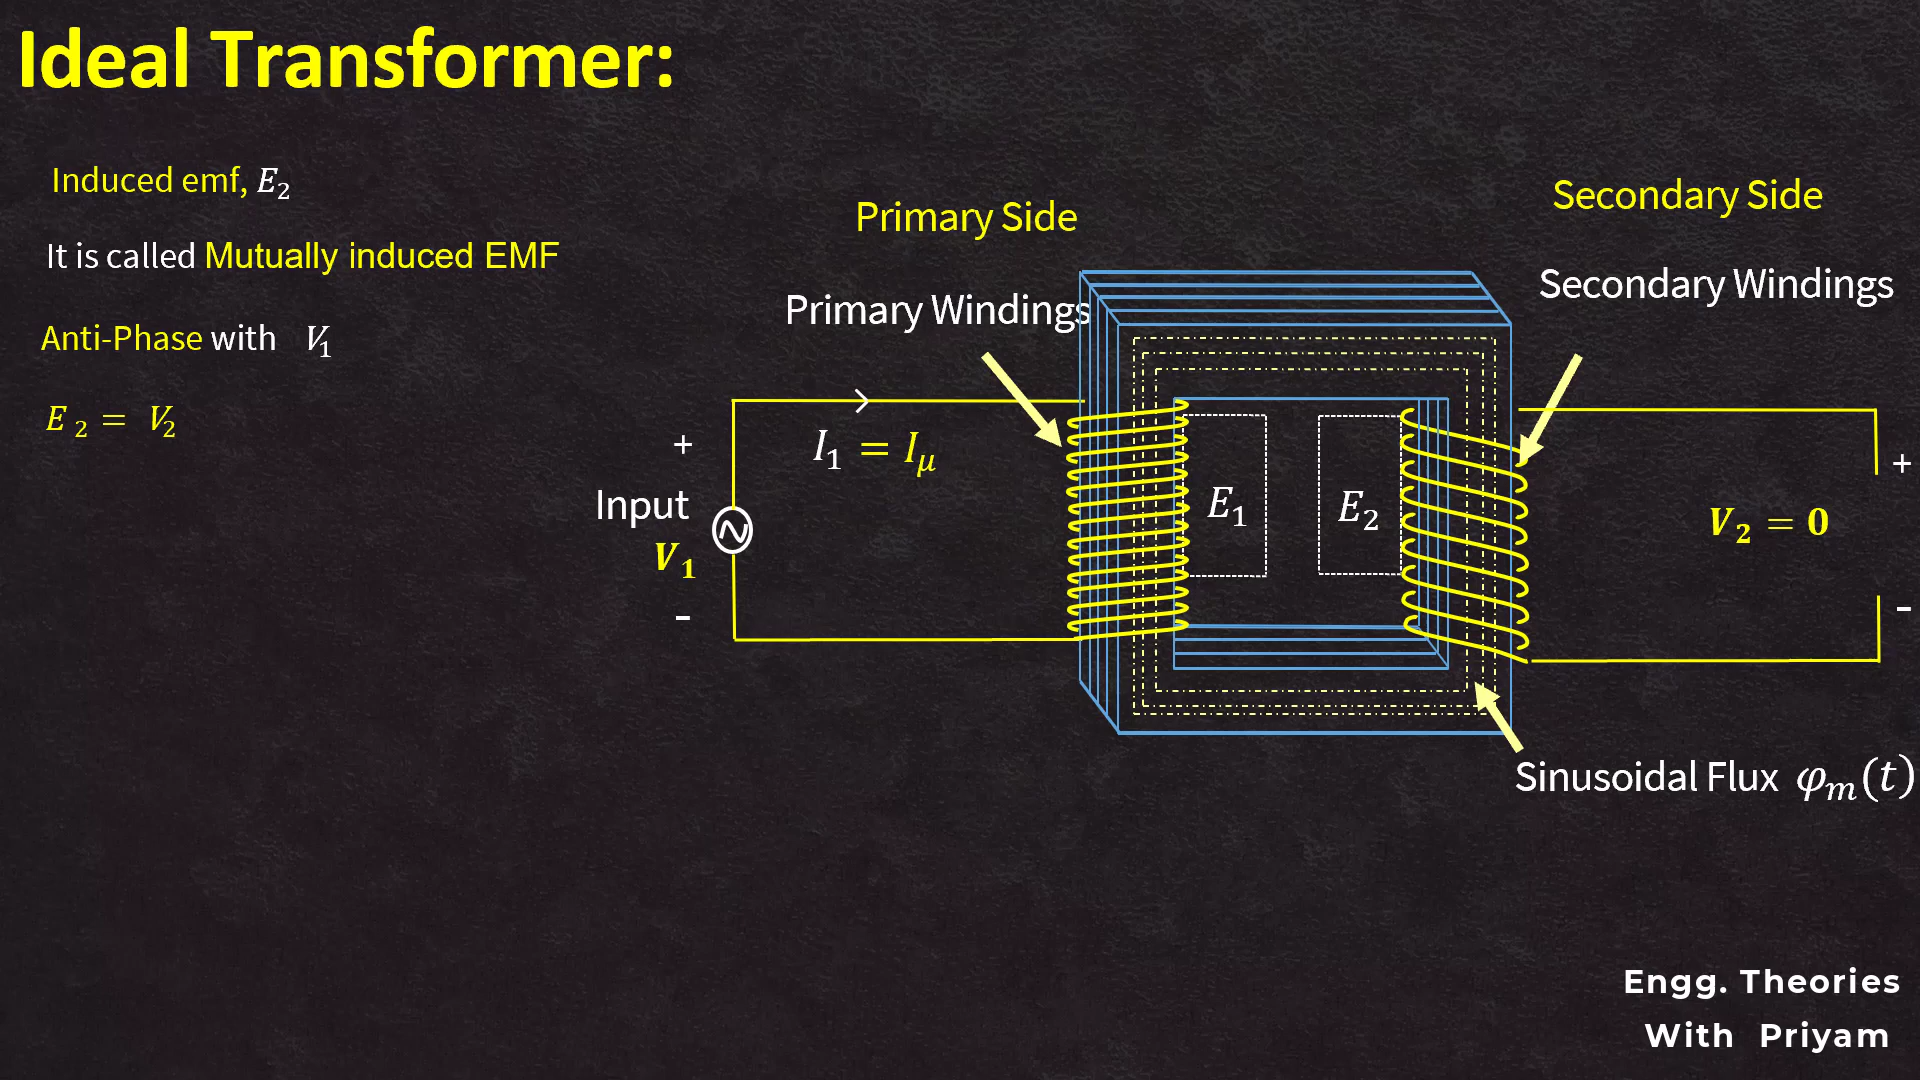 Ideal Transformer:
Induced emf, E₂
It is called Mutually induced EMF
Anti-Phase with V₁
E ₂ = V₂
Primary Side
Primary Windings
Secondary Side
Secondary Windings
I₁ = Iμ
+
Input
V₁
-
E₁
E₂
+
V₂ = 0
-
Sinusoidal Flux φₘ(t)
Engg. Theories
With Priyam